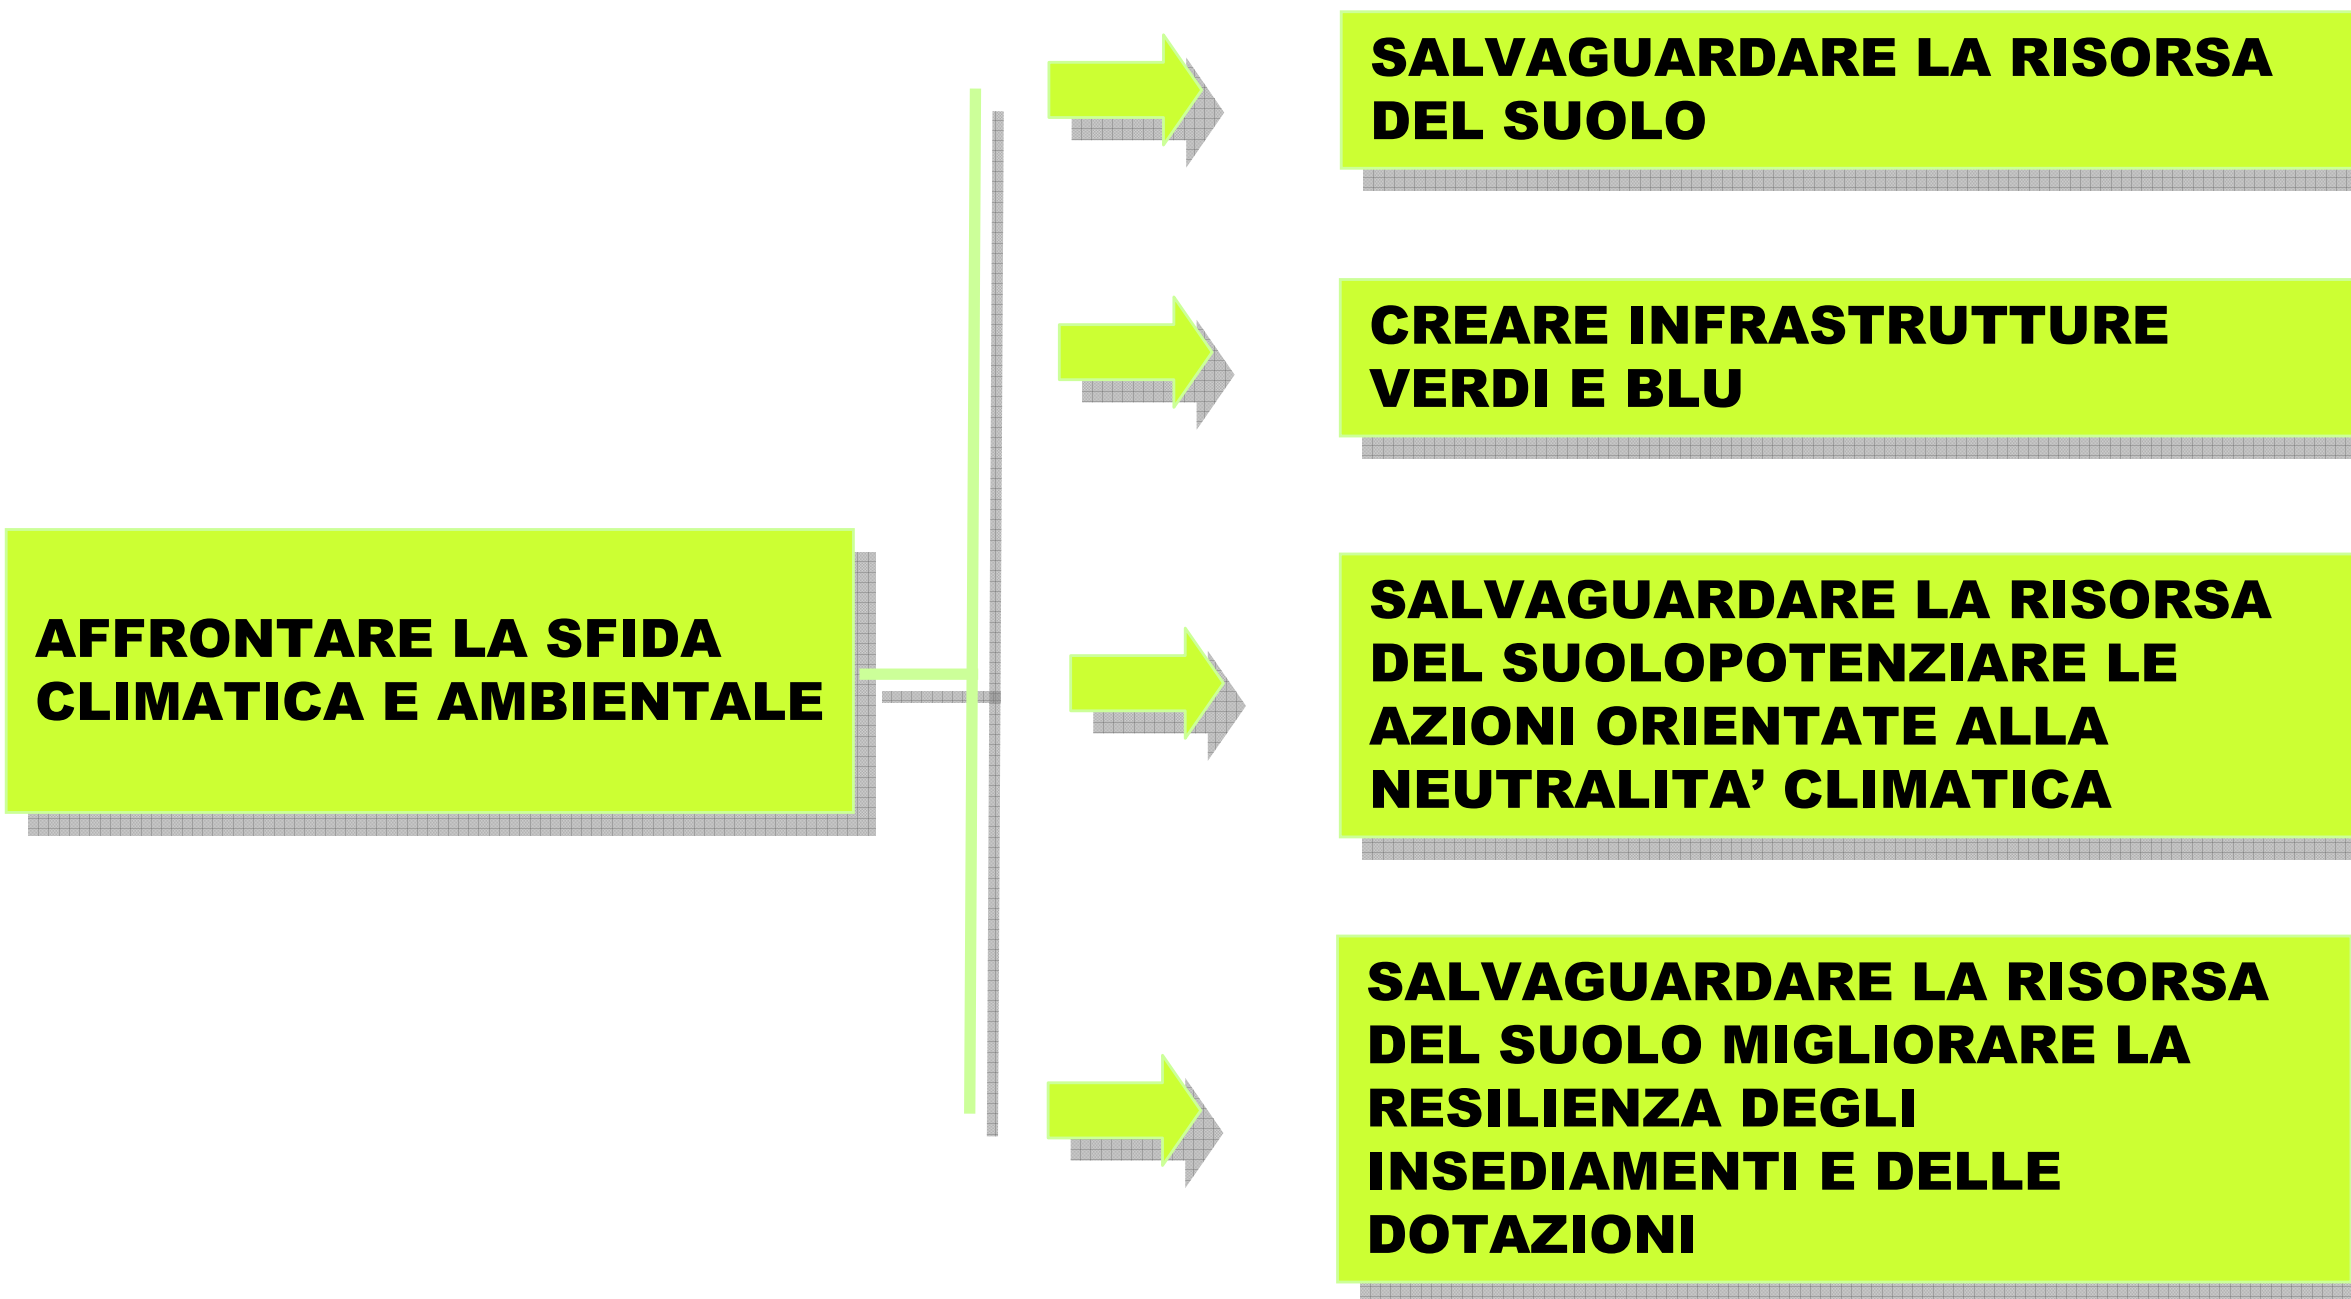 SALVAGUARDARE LA RISORSA
DEL SUOLO
CREARE INFRASTRUTTURE
VERDI E BLU
AFFRONTARE LA SFIDA
CLIMATICA E AMBIENTALE
SALVAGUARDARE LA RISORSA
DEL SUOLOPOTENZIARE LE
AZIONI ORIENTATE ALLA
NEUTRALITA’ CLIMATICA
SALVAGUARDARE LA RISORSA
DEL SUOLO MIGLIORARE LA
RESILIENZA DEGLI
INSEDIAMENTI E DELLE
DOTAZIONI